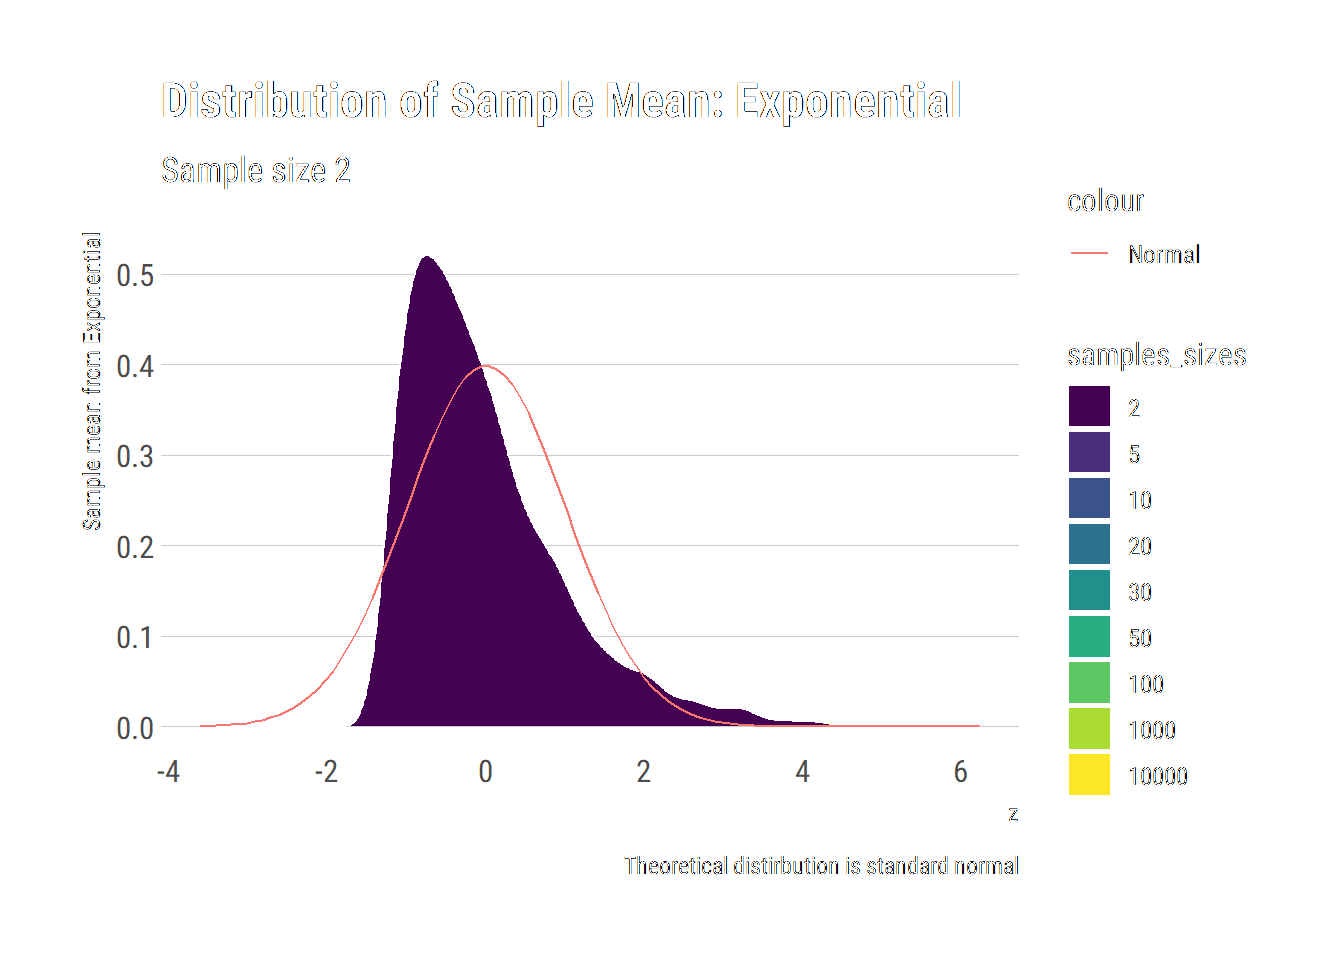 Distribution of Sample Mean: Exponential
Sample size 2
Sample mean from Exponential
0.5
0.4
0.3
0.2
0.1
0.0
-4 -2 0 2 4 6
z
Theoretical distirbution is standard normal
colour
Normal
samples_sizes
2
5
10
20
30
50
100
1000
10000